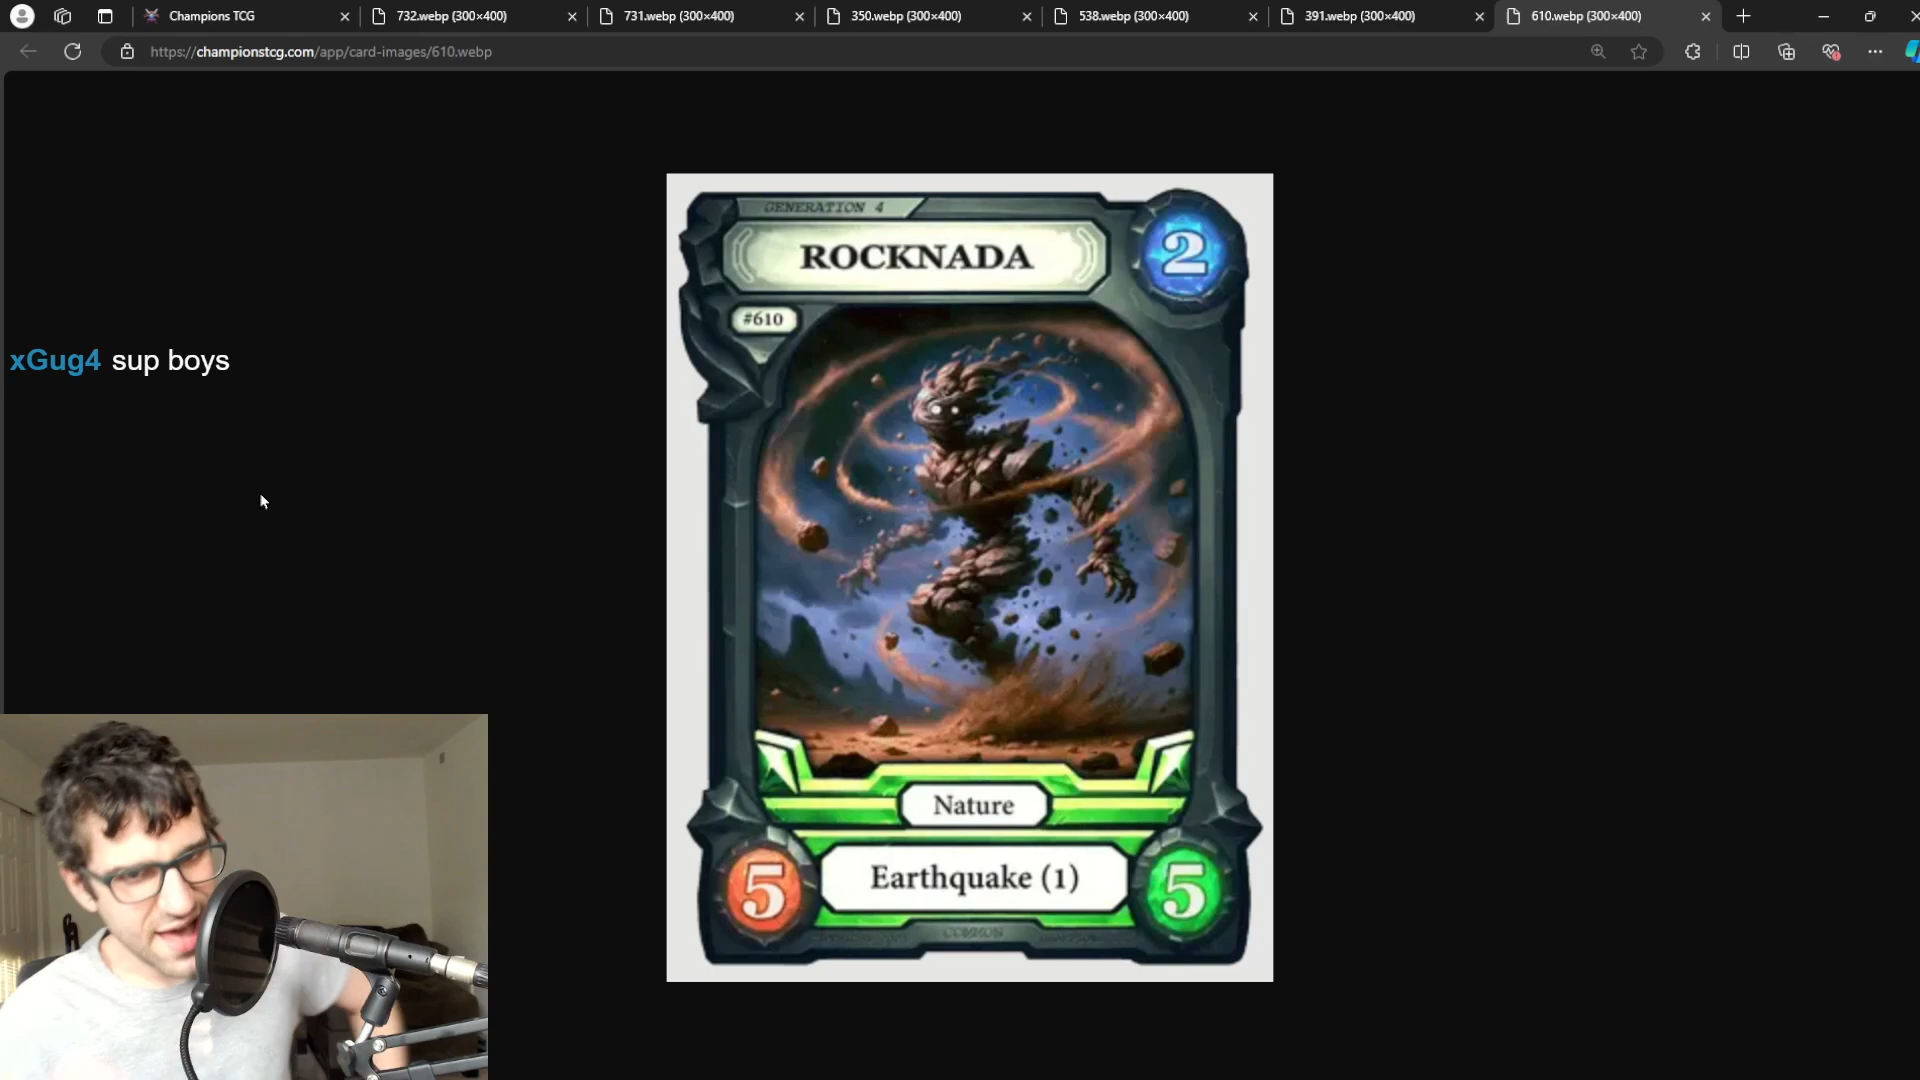 Champions TCG
732.webp (300×400)
731.webp (300×400)
350.webp (300×400)
538.webp (300×400)
391.webp (300×400)
610.webp (300×400)
https://championstcg.com/app/card-images/610.webp
GENERATION 4
ROCKNADA
2
#610
xGug4 sup boys
Nature
5
Earthquake (1)
5
COMMON